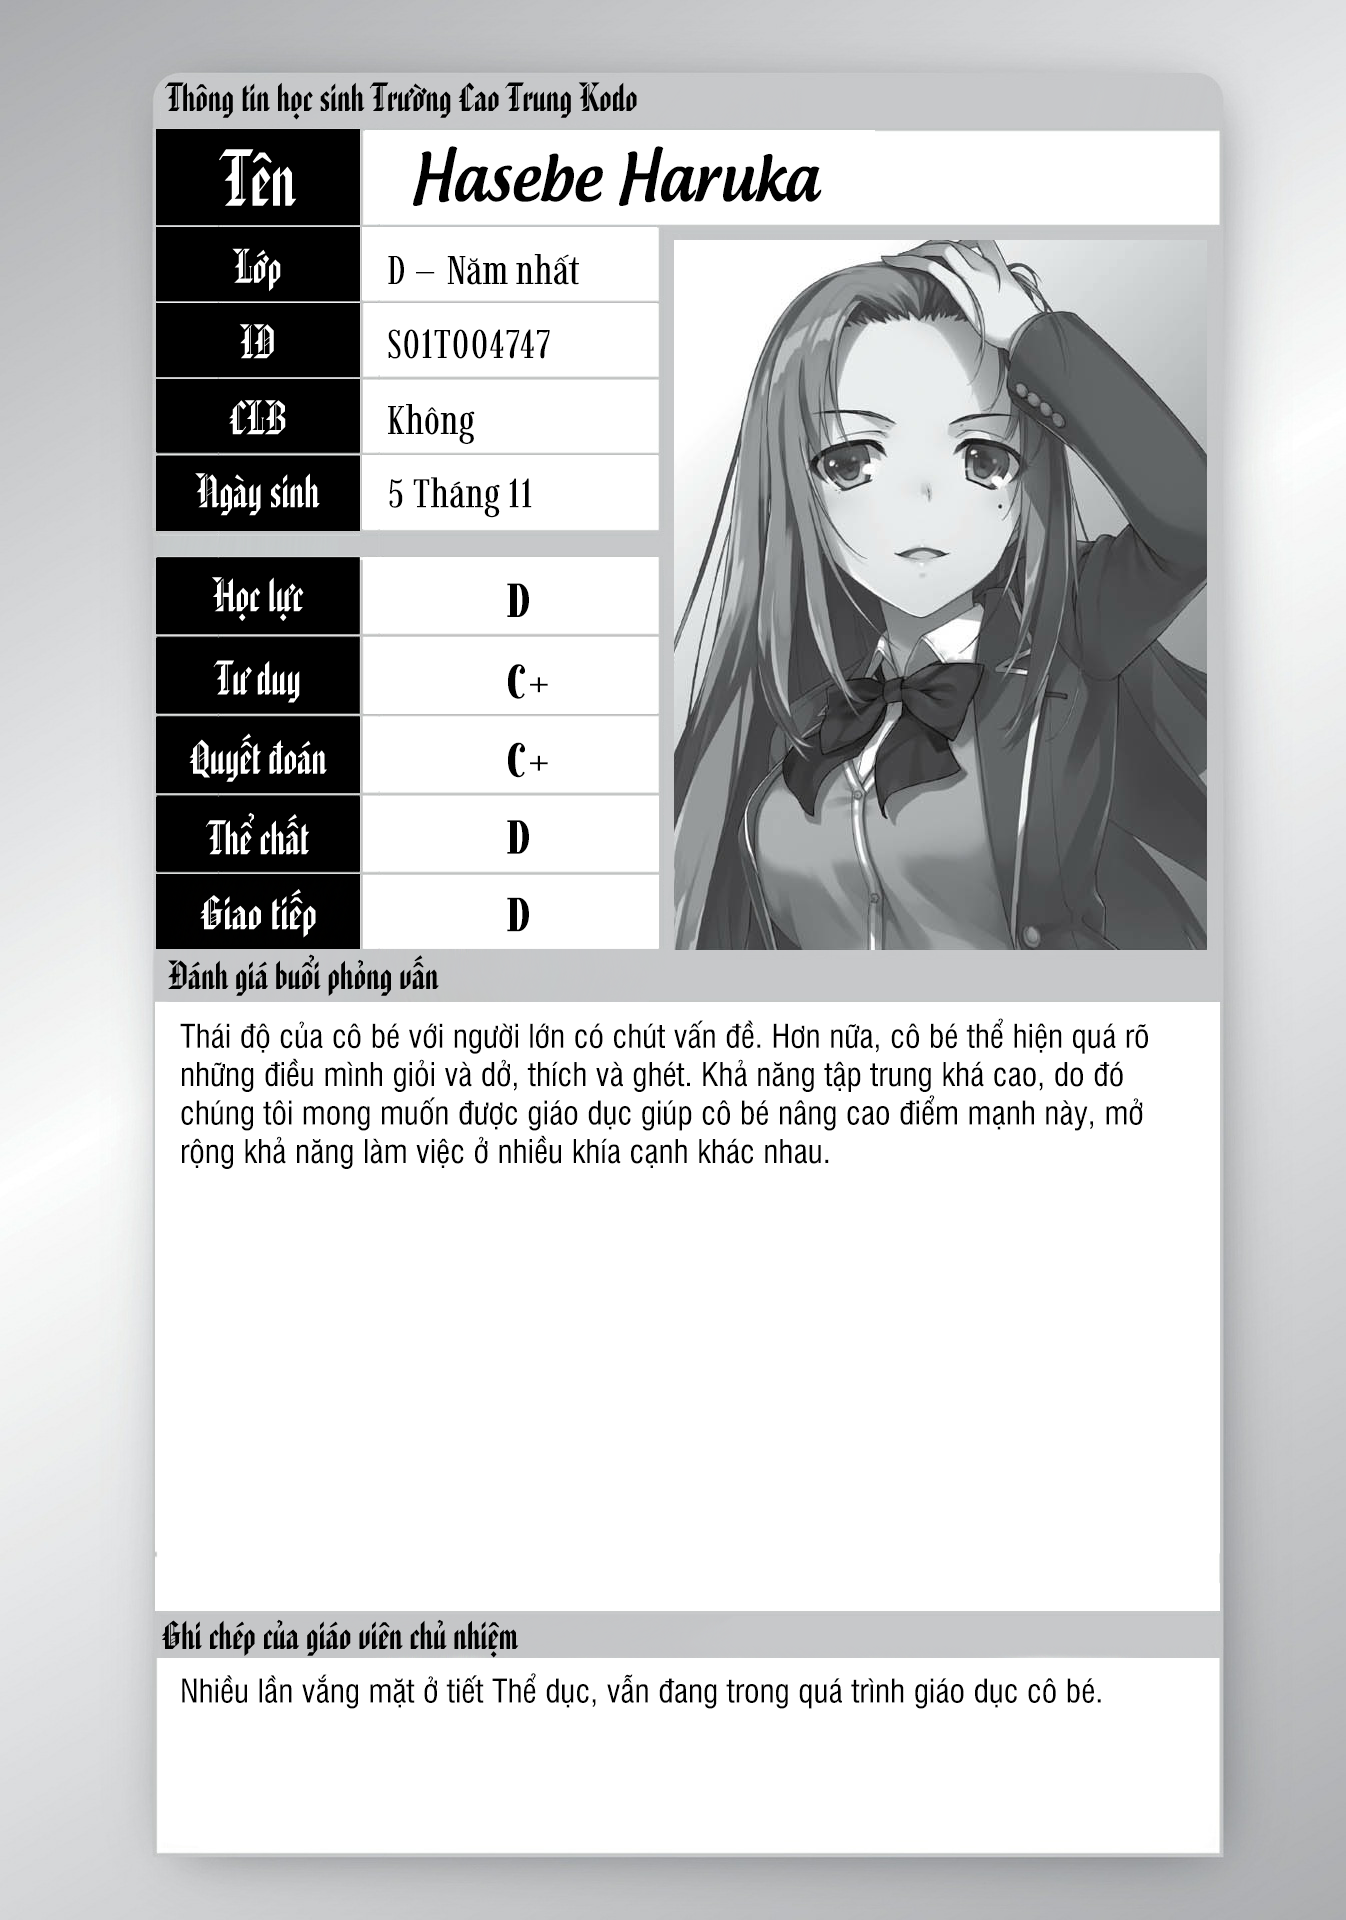 Thông tin học sinh Trường Cao Trung Kodo
Tên Hasebe Haruka
Lớp D – Năm nhất
ID S01T004747
CLB Không
Ngày sinh 5 Tháng 11
Học lực D
Tư duy C+
Quyết đoán C+
Thể chất D
Giao tiếp D
Đánh giá buổi phỏng vấn
Thái độ của cô bé với người lớn có chút vấn đề. Hơn nữa, cô bé thể hiện quá rõ
những điều mình giỏi và dở, thích và ghét. Khả năng tập trung khá cao, do đó
chúng tôi mong muốn được giáo dục giúp cô bé nâng cao điểm mạnh này, mở
rộng khả năng làm việc ở nhiều khía cạnh khác nhau.
Ghi chép của giáo viên chủ nhiệm
Nhiều lần vắng mặt ở tiết Thể dục, vẫn đang trong quá trình giáo dục cô bé.